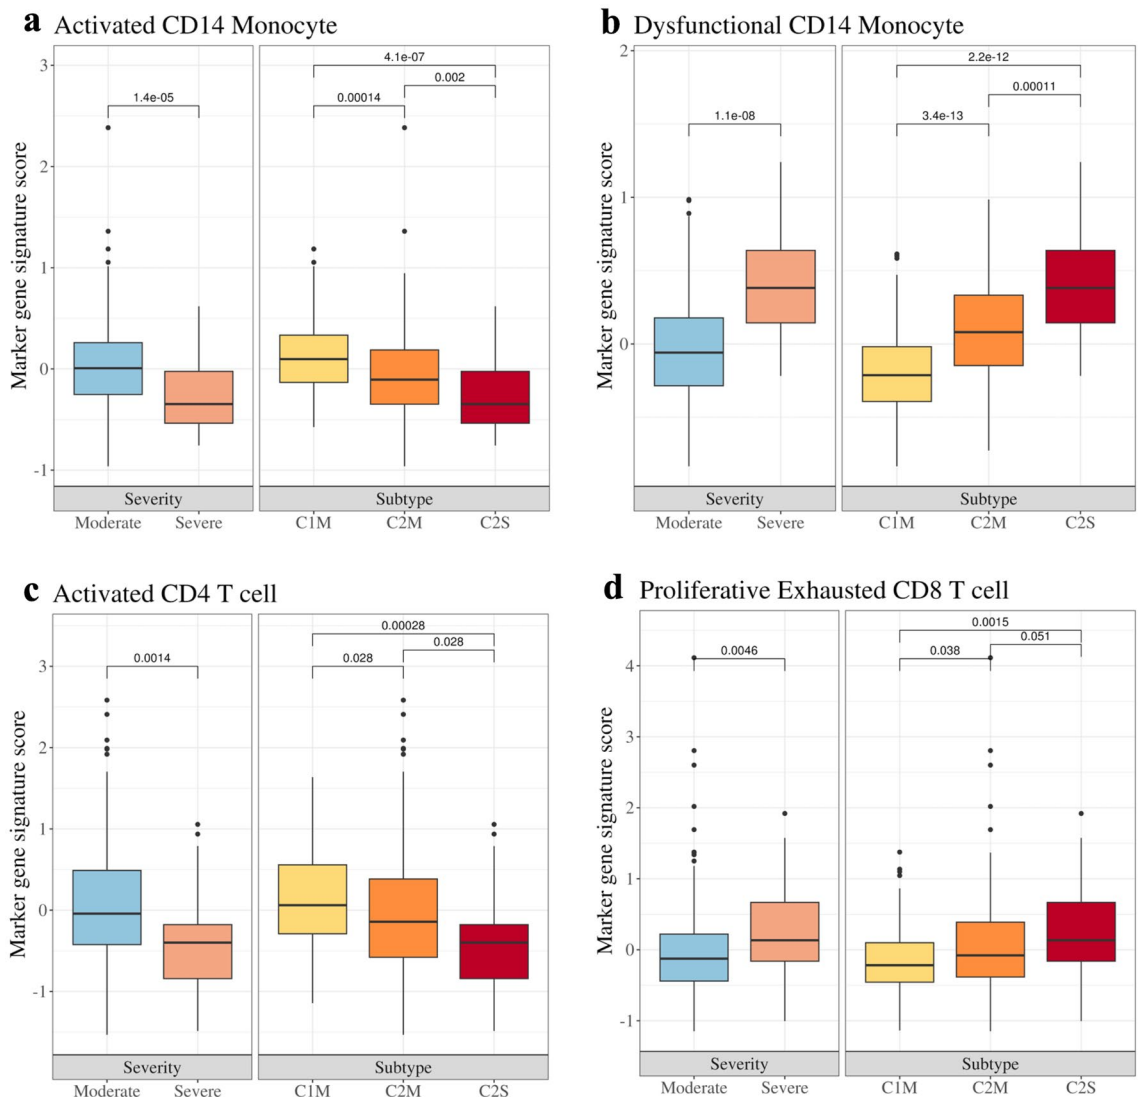 a Activated CD14 Monocyte
Marker gene signature score
3
2
1
0
-1
1.4e-05
4.1e-07
0.002
0.00014
Severity
Subtype
Moderate Severe
C1M C2M C2S
b Dysfunctional CD14 Monocyte
Marker gene signature score
2
1
0
1.1e-08
2.2e-12
0.00011
3.4e-13
Severity
Subtype
Moderate Severe
C1M C2M C2S
c Activated CD4 T cell
Marker gene signature score
3
2
1
0
-1
0.0014
0.00028
0.028
0.028
Severity
Subtype
Moderate Severe
C1M C2M C2S
d Proliferative Exhausted CD8 T cell
Marker gene signature score
4
3
2
1
0
-1
0.0046
0.0015
0.051
0.038
Severity
Subtype
Moderate Severe
C1M C2M C2S